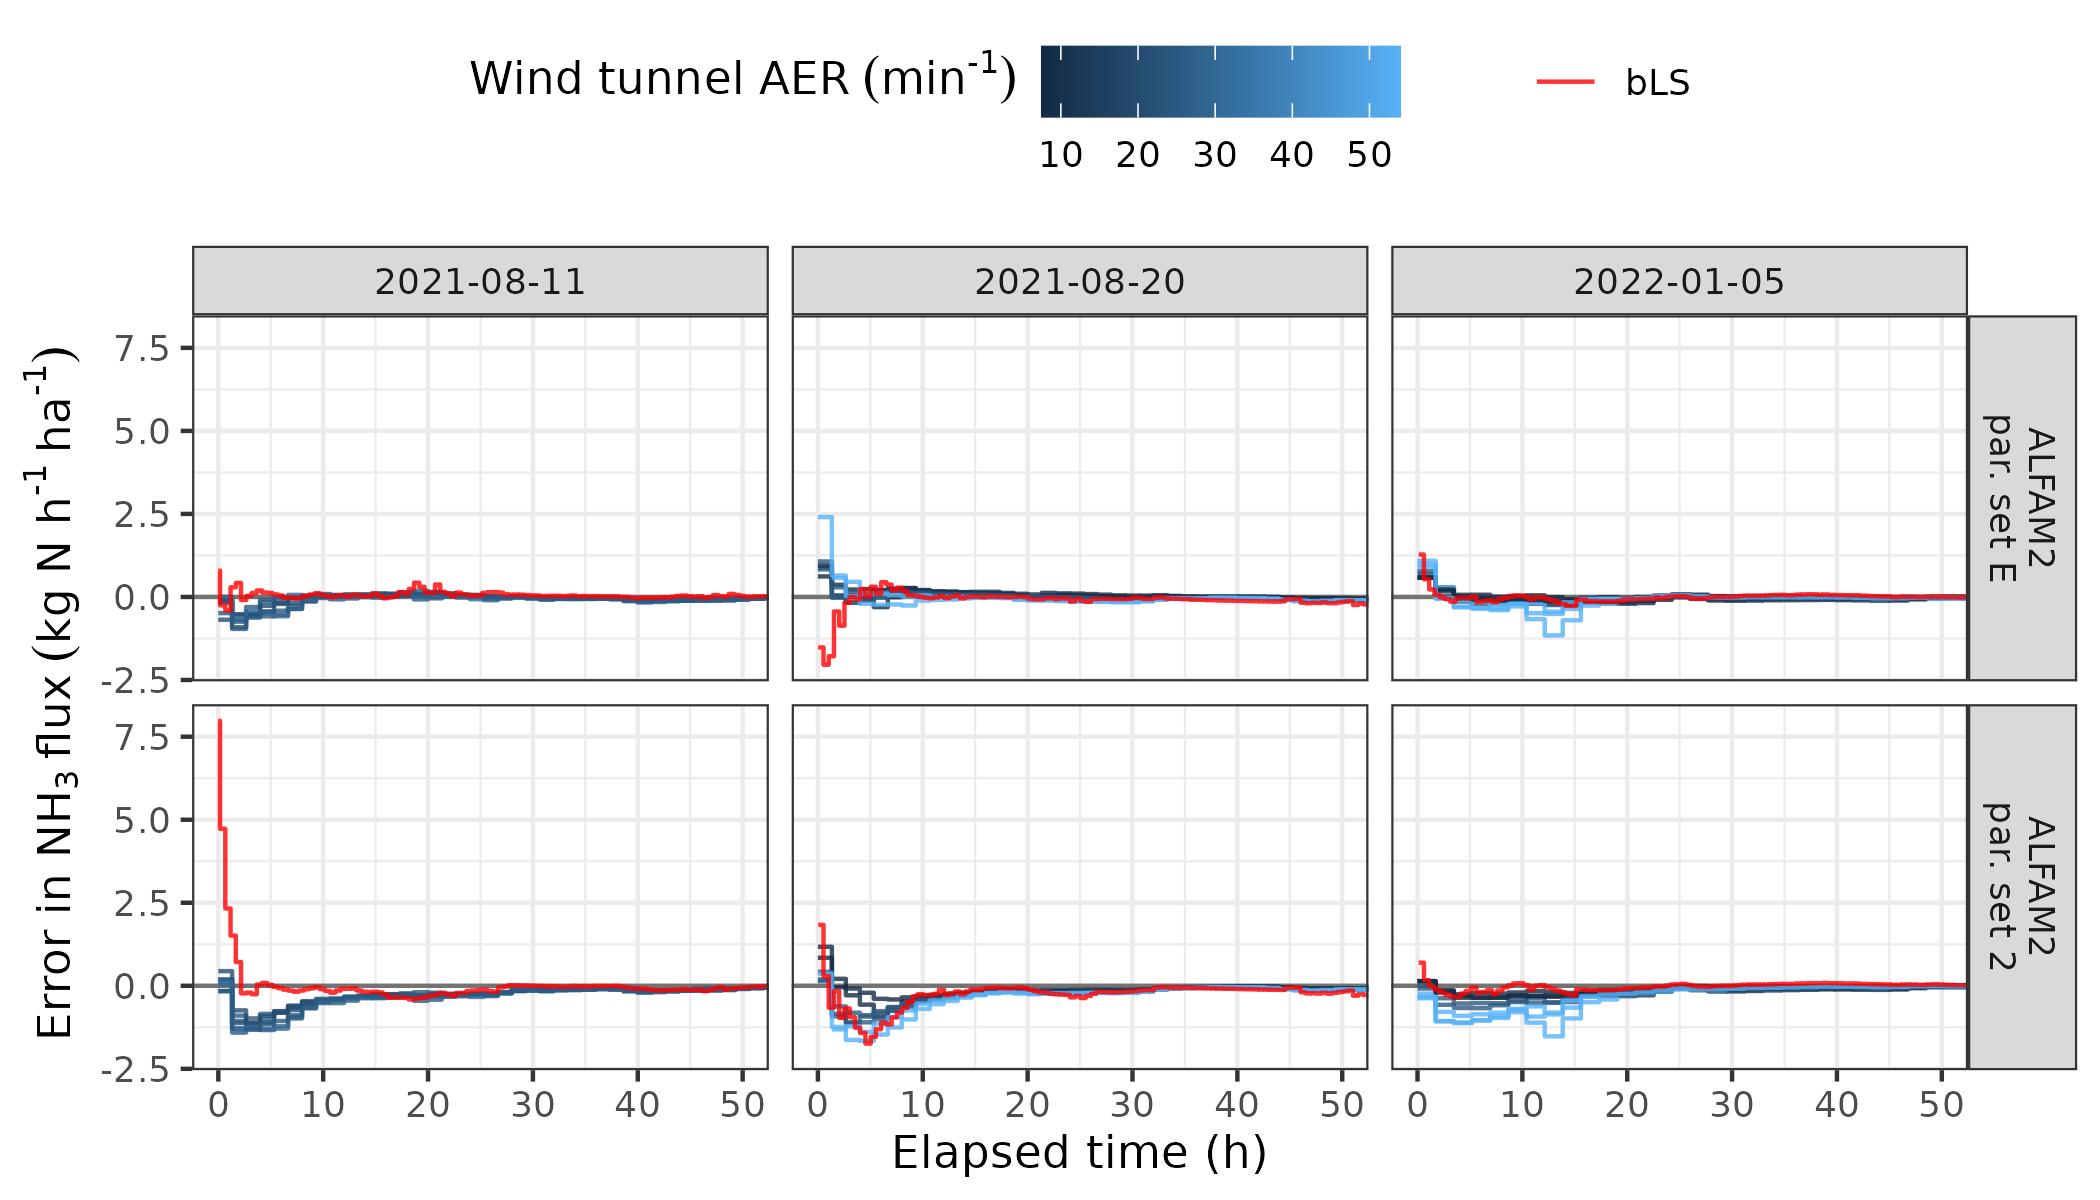 Wind tunnel AER (min⁻¹)
10 20 30 40 50
bLS
2021-08-11 2021-08-20 2022-01-05
Error in NH₃ flux (kg N h⁻¹ ha⁻¹)
7.5
5.0
2.5
0.0
-2.5
ALFAM2
par. set E
7.5
5.0
2.5
0.0
-2.5
ALFAM2
par. set 2
0 10 20 30 40 50 0 10 20 30 40 50 0 10 20 30 40 50
Elapsed time (h)